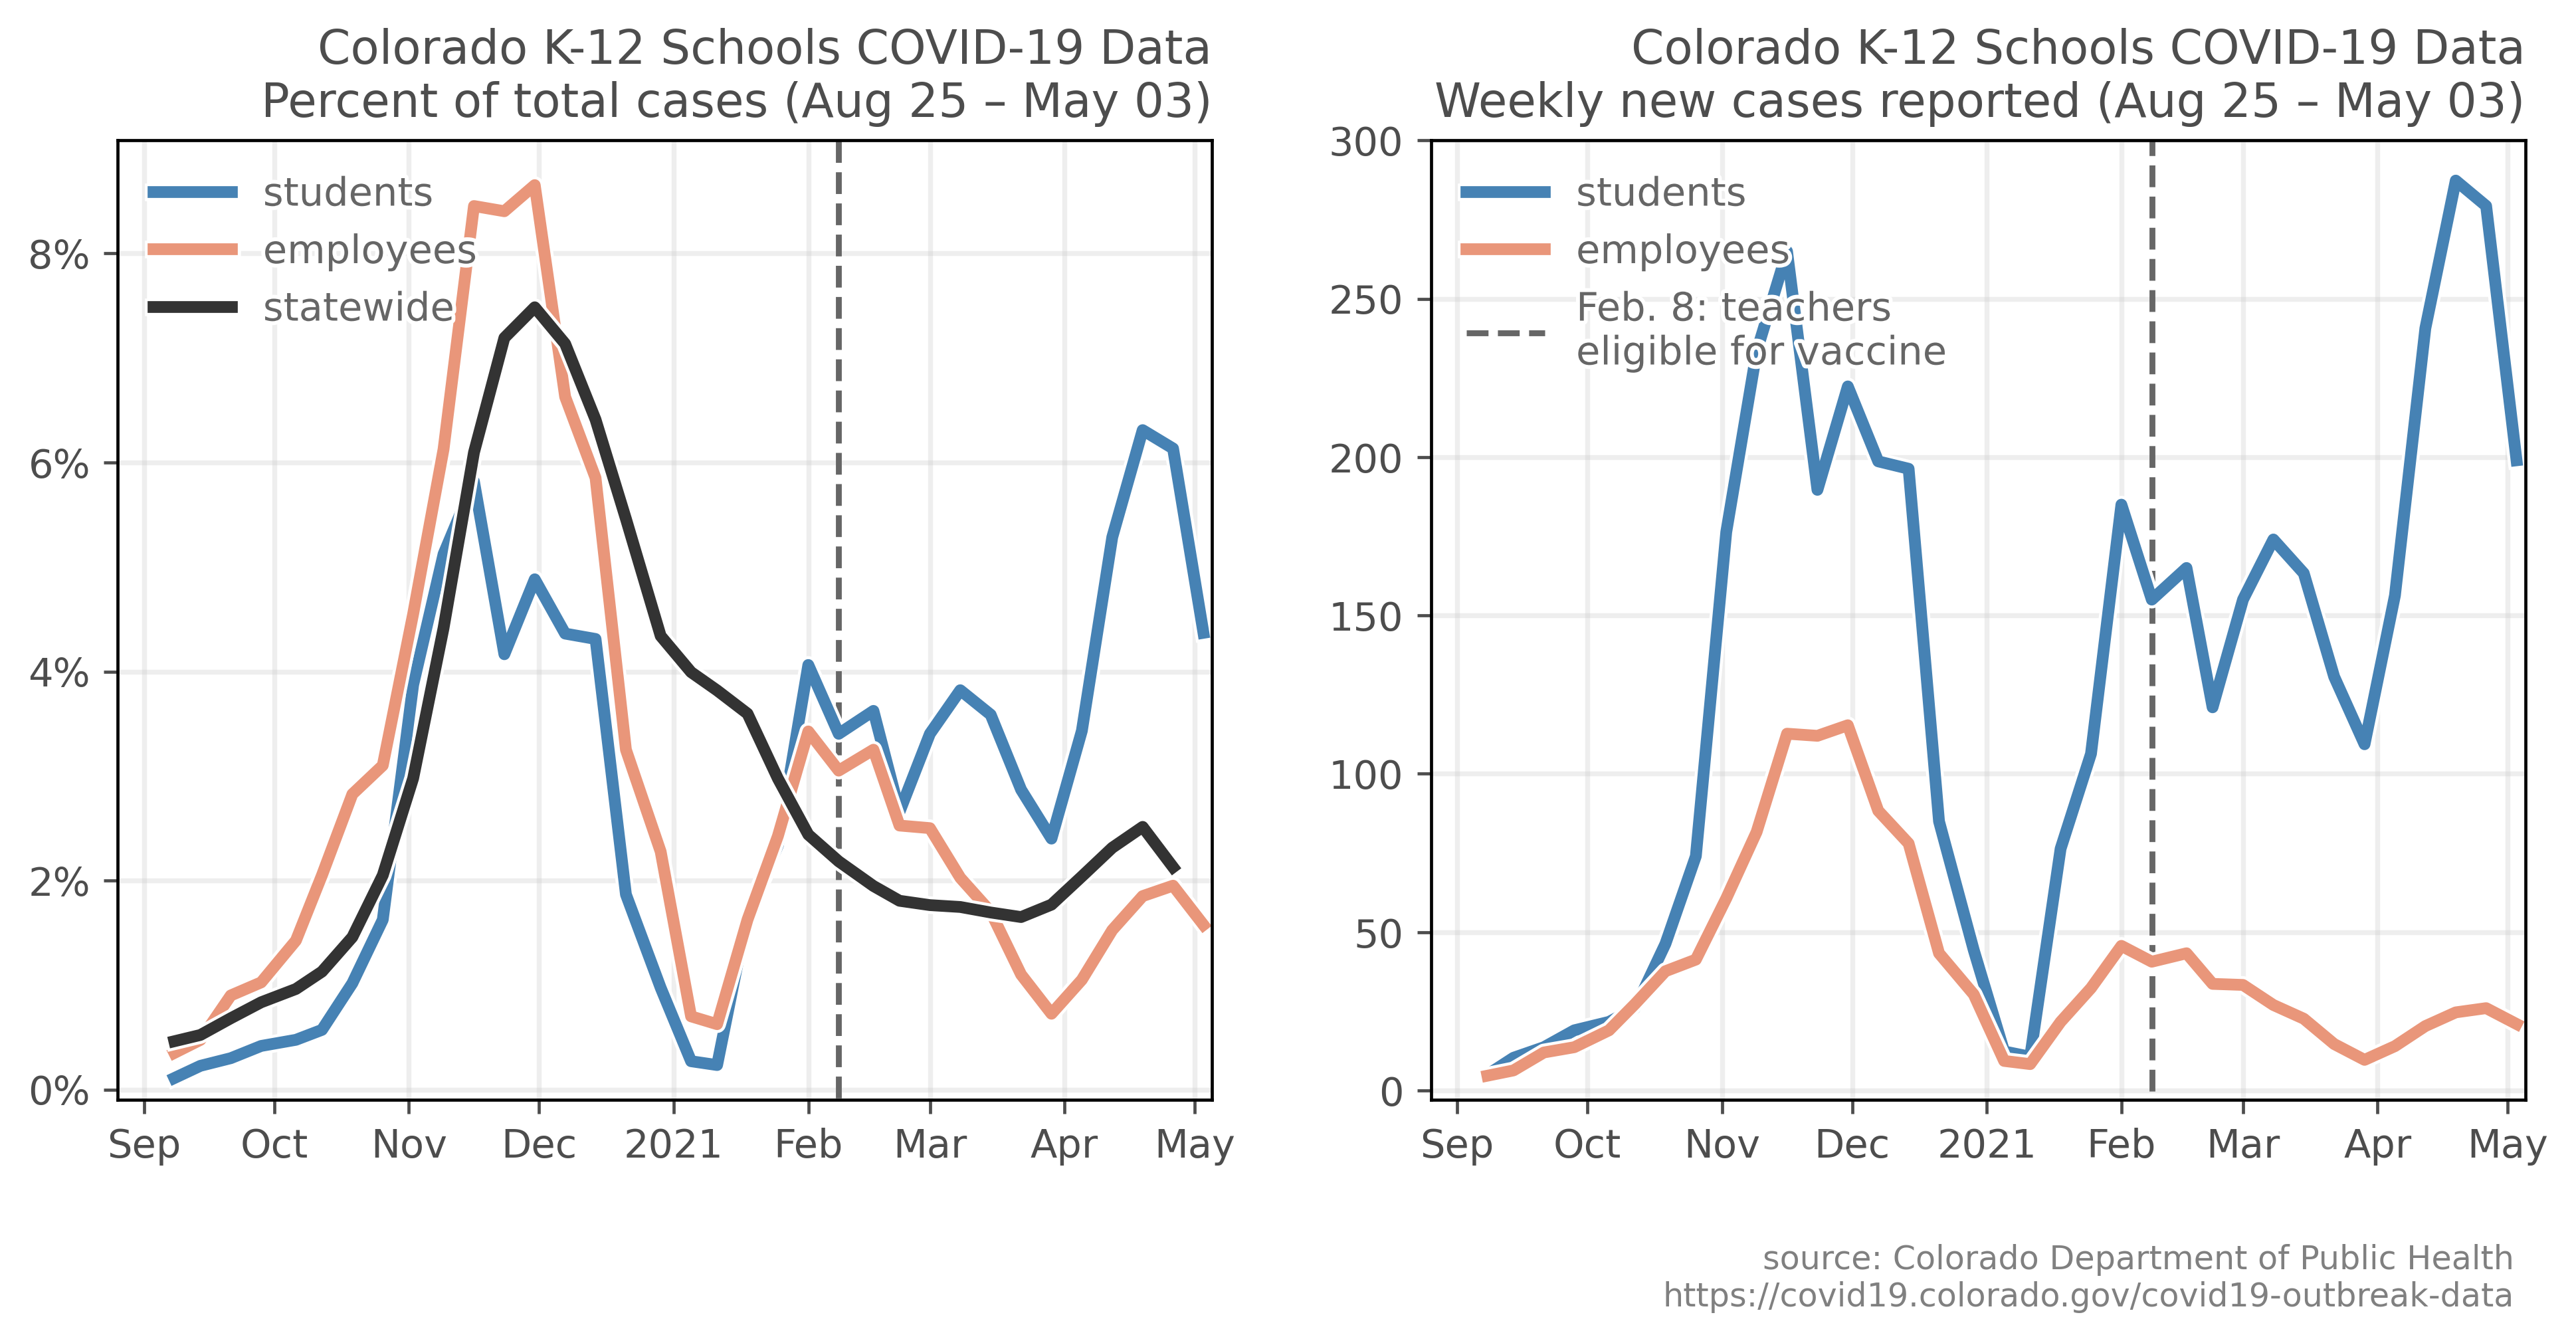 Colorado K-12 Schools COVID-19 Data
Percent of total cases (Aug 25 – May 03)
students
employees
statewide
8%
6%
4%
2%
0%
Sep Oct Nov Dec 2021 Feb Mar Apr May
Colorado K-12 Schools COVID-19 Data
Weekly new cases reported (Aug 25 – May 03)
students
employees
Feb. 8: teachers
eligible for vaccine
300
250
200
150
100
50
0
Sep Oct Nov Dec 2021 Feb Mar Apr May
source: Colorado Department of Public Health
https://covid19.colorado.gov/covid19-outbreak-data